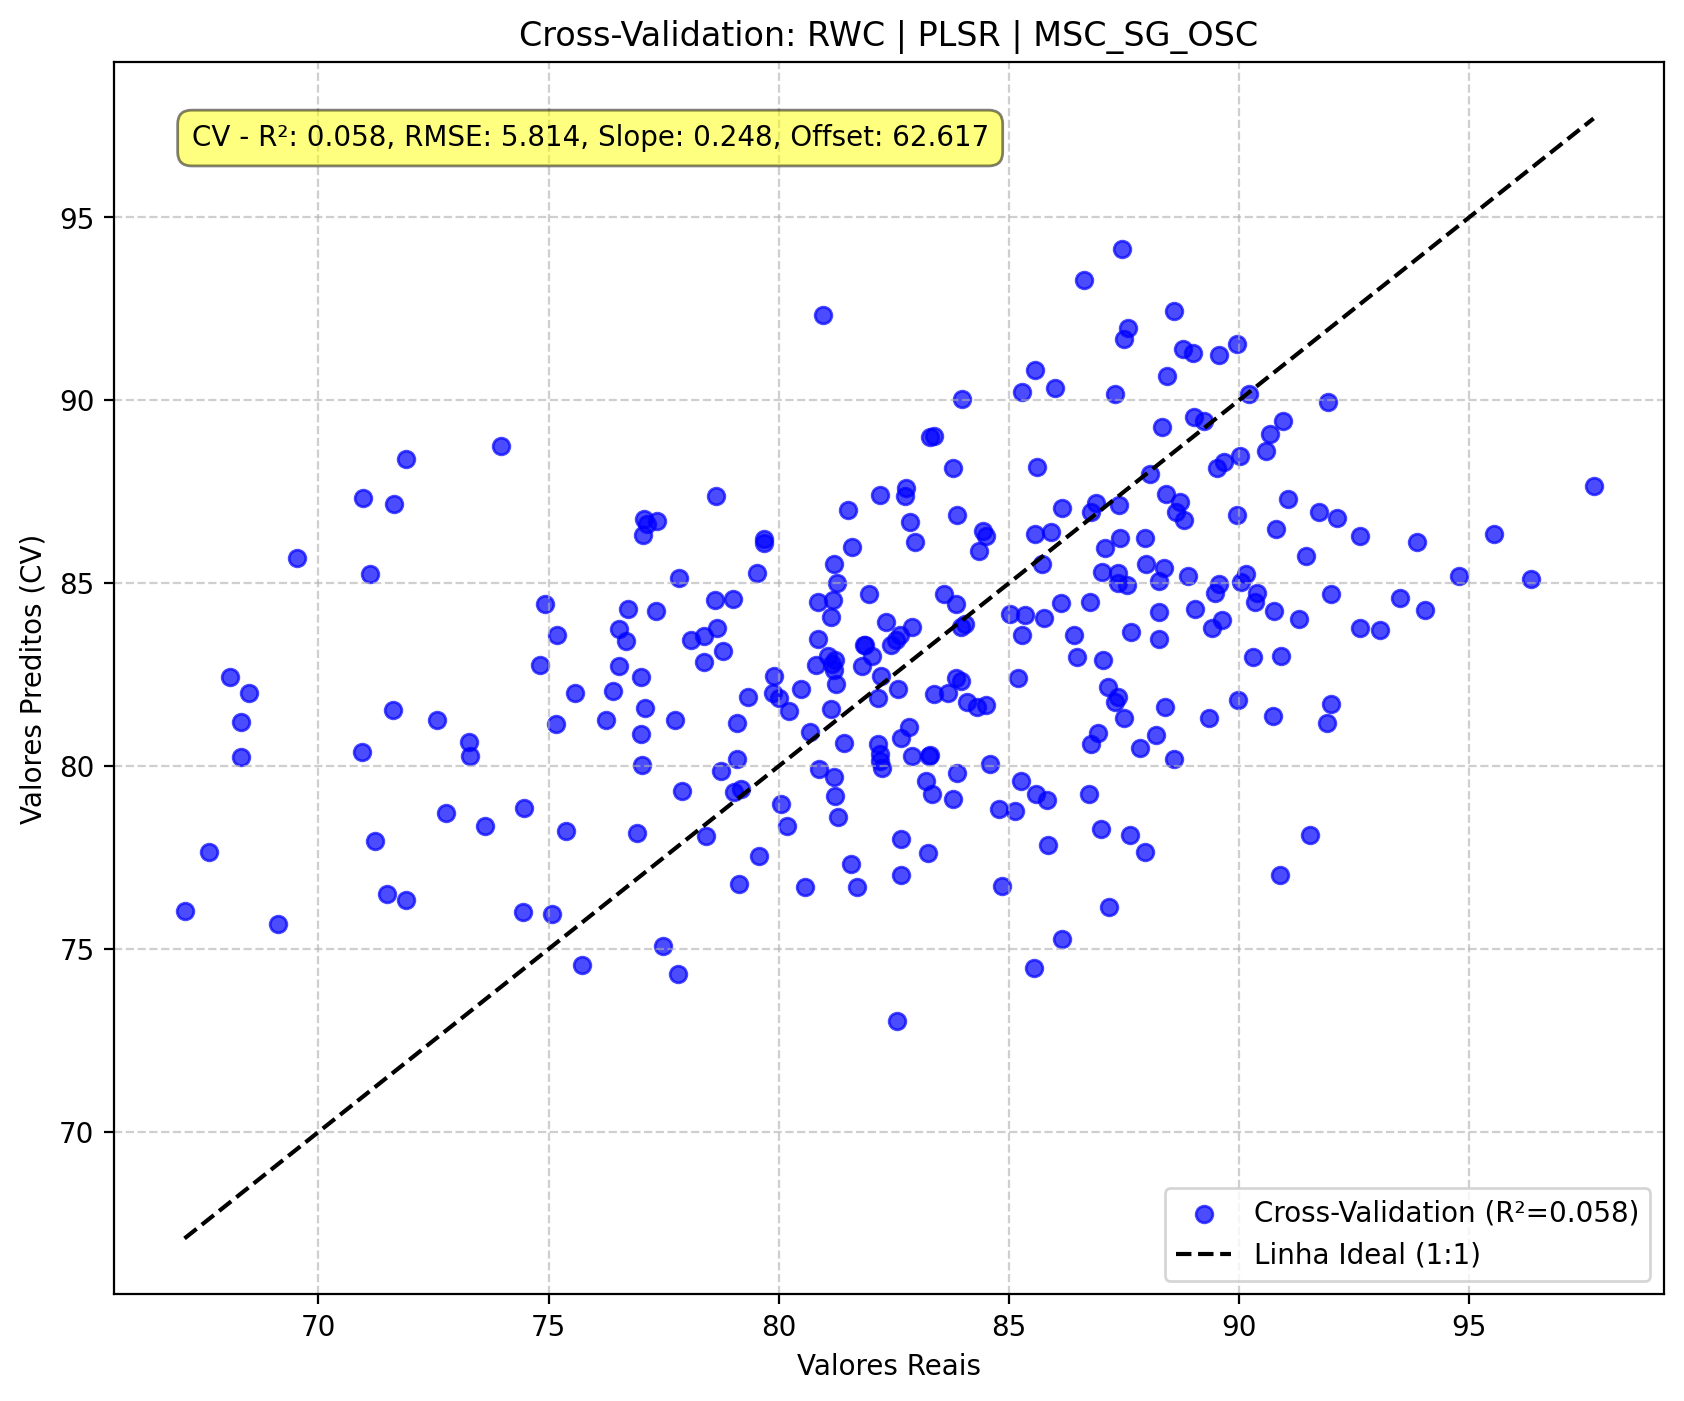 Cross-Validation: RWC | PLSR | MSC_SG_OSC
CV - R²: 0.058, RMSE: 5.814, Slope: 0.248, Offset: 62.617
Valores Preditos (CV)
95
90
85
80
75
70
Cross-Validation (R²=0.058)
Linha Ideal (1:1)
70 75 80 85 90 95
Valores Reais